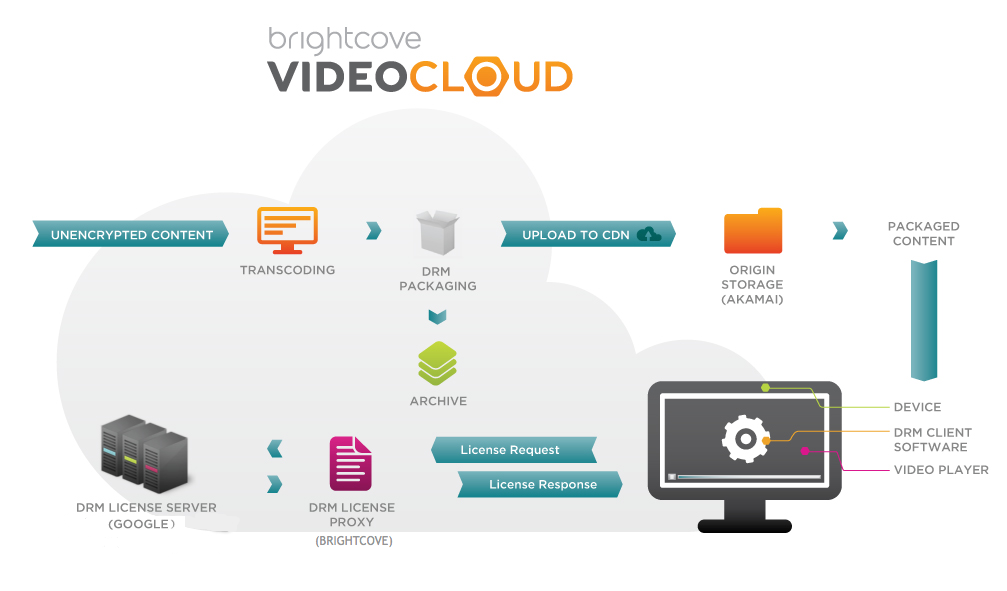 brightcove
VIDEOCLOUD
UNENCRYPTED CONTENT
TRANSCODING
DRM
PACKAGING
UPLOAD TO CDN
ORIGIN
STORAGE
(AKAMAI)
PACKAGED
CONTENT
ARCHIVE
DEVICE
DRM CLIENT
SOFTWARE
VIDEO PLAYER
License Request
License Response
DRM LICENSE
PROXY
(BRIGHTCOVE)
DRM LICENSE SERVER
(GOOGLE)